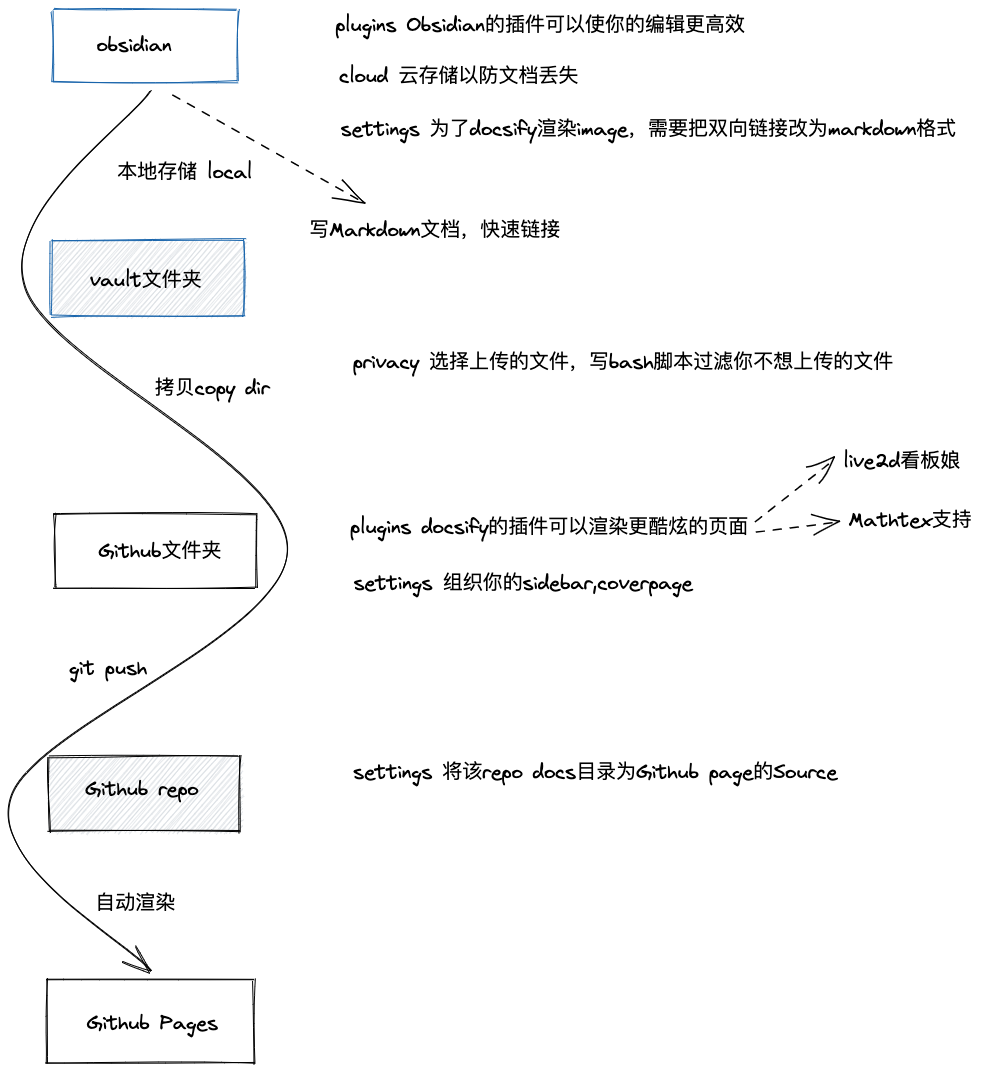 obsidian
plugins Obsidian的插件可以使你的编辑更高效
cloud 云存储以防文档丢失
settings 为了docsify渲染image，需要把双向链接改为markdown格式
本地存储 local
写Markdown文档，快速链接
vault文件夹
privacy 选择上传的文件，写bash脚本过滤你不想上传的文件
拷贝copy dir
live2d看板娘
plugins docsify的插件可以渲染更酷炫的页面
Mathtex支持
Github文件夹
settings 组织你的sidebar,coverpage
git push
settings 将该repo docs目录为Github page的Source
Github repo
自动渲染
Github Pages